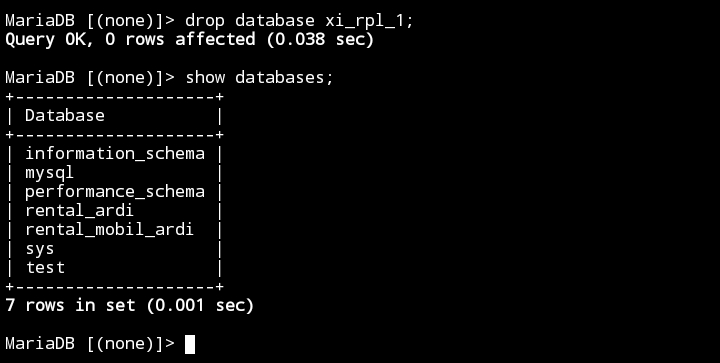 MariaDB [(none)]> drop database xi_rpl_1;
Query OK, 0 rows affected (0.038 sec)
MariaDB [(none)]> show databases;
+--------------------+
| Database           |
+--------------------+
| information_schema |
| mysql              |
| performance_schema |
| rental_ardi        |
| rental_mobil_ardi  |
| sys                |
| test               |
+--------------------+
7 rows in set (0.001 sec)
MariaDB [(none)]>